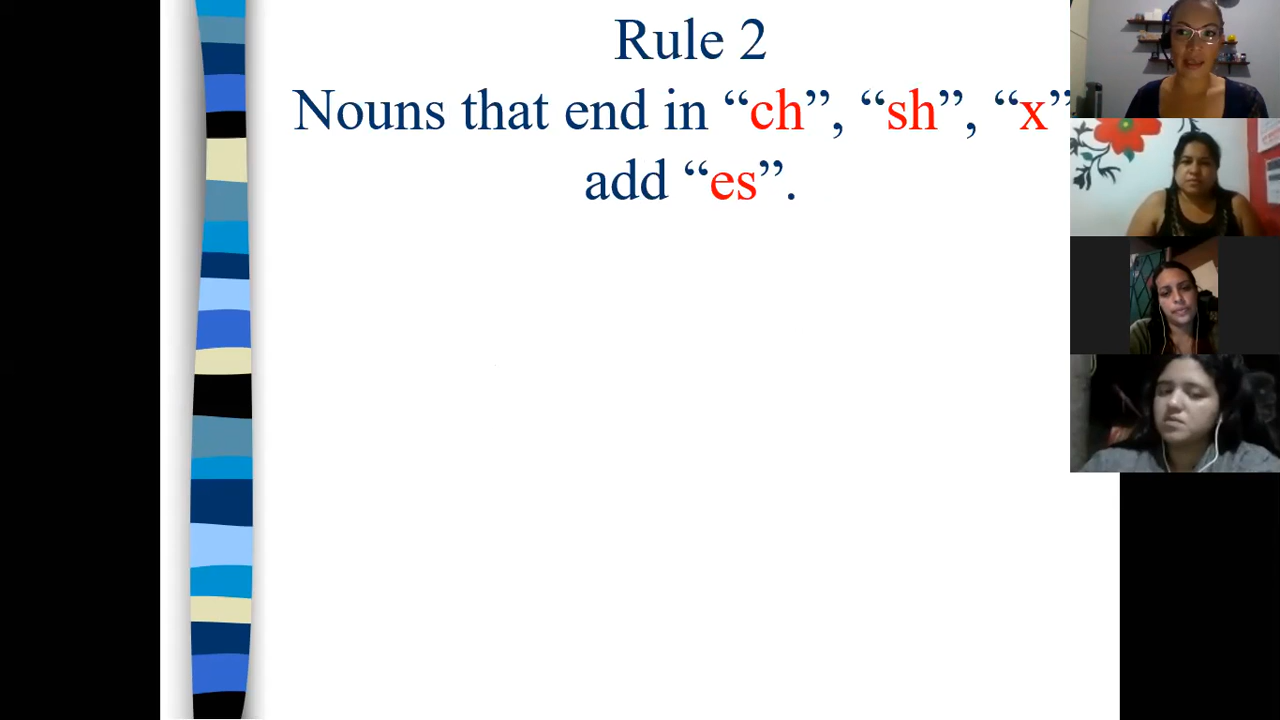 Rule 2
Nouns that end in “ch”, “sh”, “x”
add “es”.